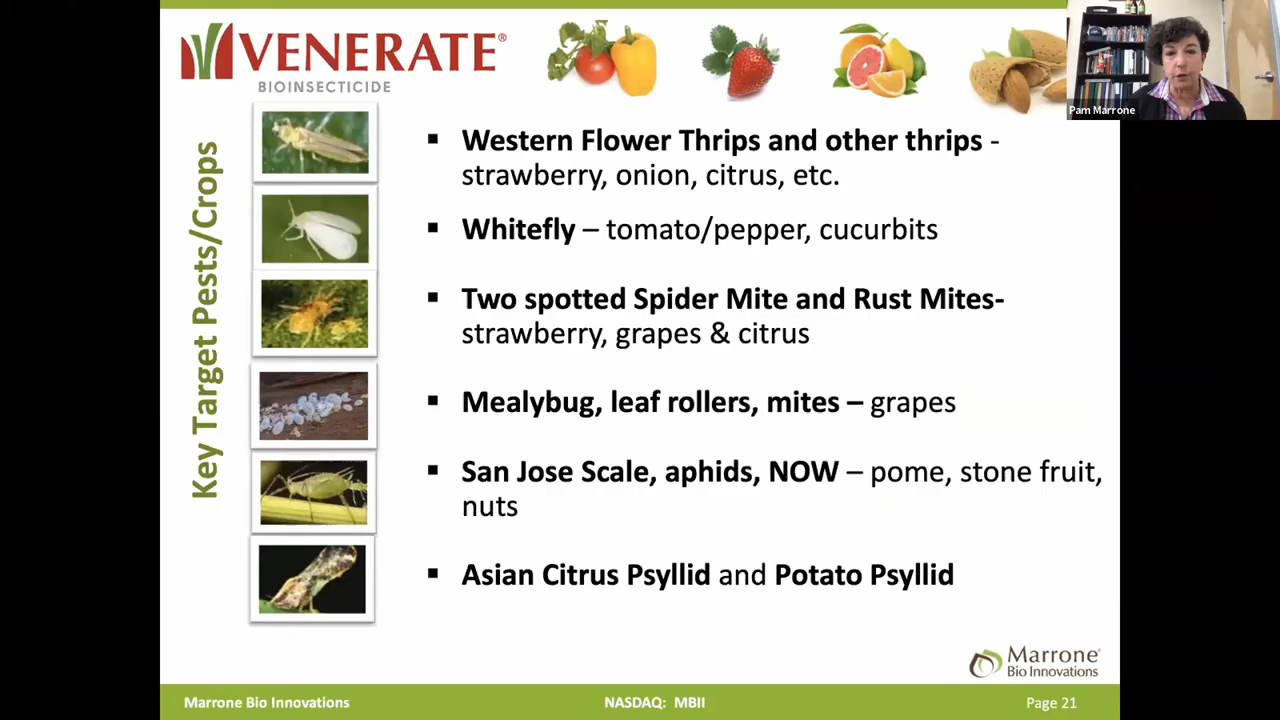 VENERATE®
BIOINSECTICIDE
Pam Marrone
Key Target Pests/Crops
▪ Western Flower Thrips and other thrips -
strawberry, onion, citrus, etc.
▪ Whitefly – tomato/pepper, cucurbits
▪ Two spotted Spider Mite and Rust Mites-
strawberry, grapes & citrus
▪ Mealybug, leaf rollers, mites – grapes
▪ San Jose Scale, aphids, NOW – pome, stone fruit,
nuts
▪ Asian Citrus Psyllid and Potato Psyllid
Marrone®
Bio Innovations
Marrone Bio Innovations
NASDAQ: MBII
Page 21